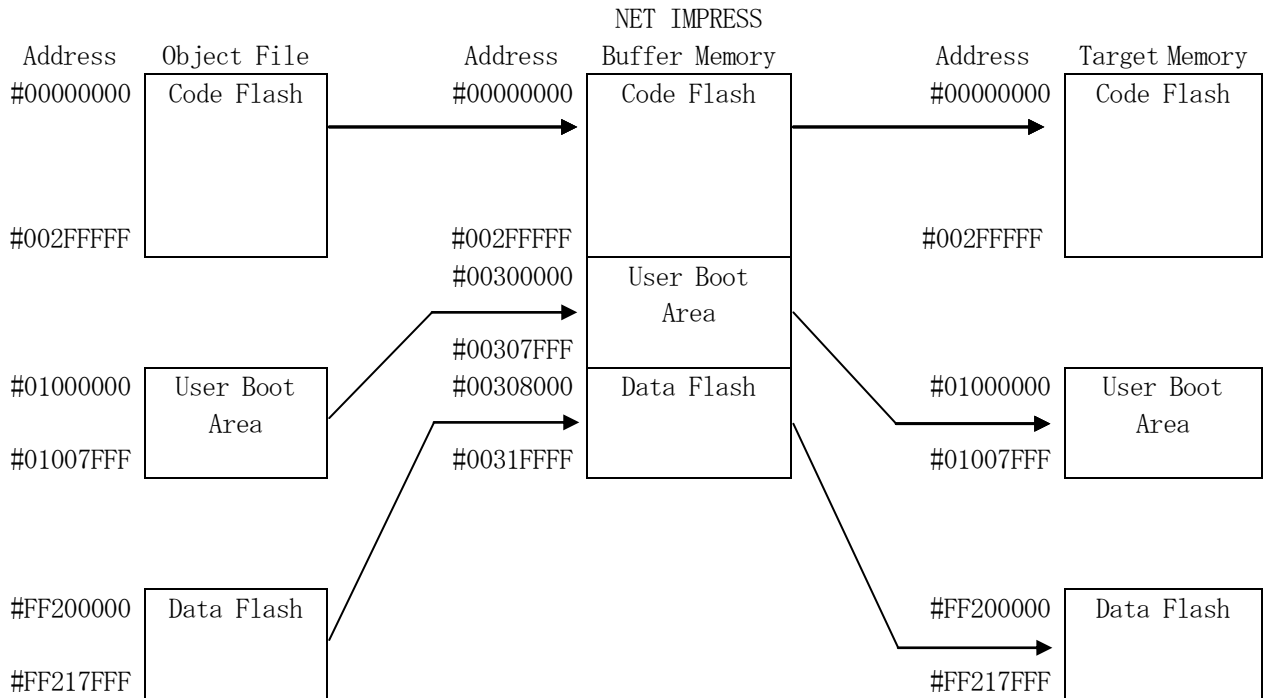 NET IMPRESS
Address Object File Address Buffer Memory Address Target Memory
#00000000 Code Flash #00000000 Code Flash #00000000 Code Flash
#002FFFFF #002FFFFF #002FFFFF
#00300000 User Boot
Area
#00307FFF
#01000000 User Boot #00308000 Data Flash #01000000 User Boot
Area Area
#01007FFF #0031FFFF #01007FFF
#FF200000 Data Flash #FF200000 Data Flash
#FF217FFF #FF217FFF